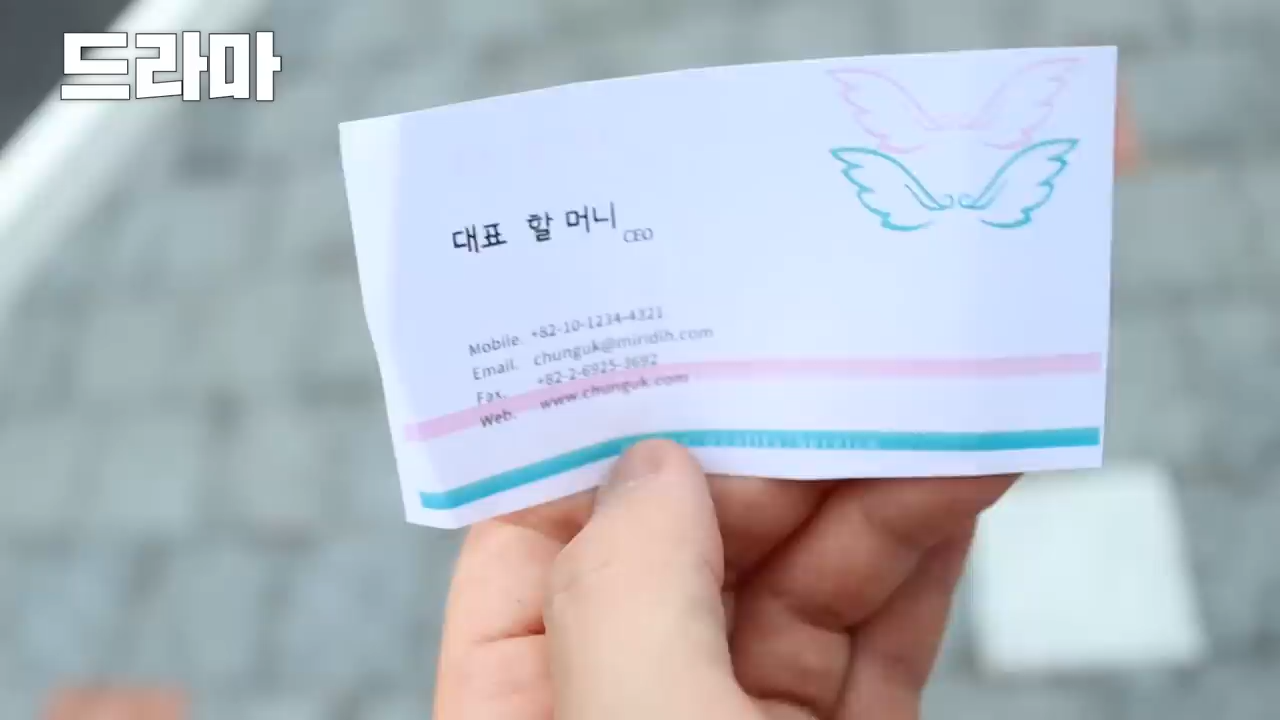 드라마
대표 할머니 CEO
Mobile. +82-10-1234-4321
Email. chunguk@miridih.com
Fax. +82-2-6925-3692
Web. www.chunguk.com